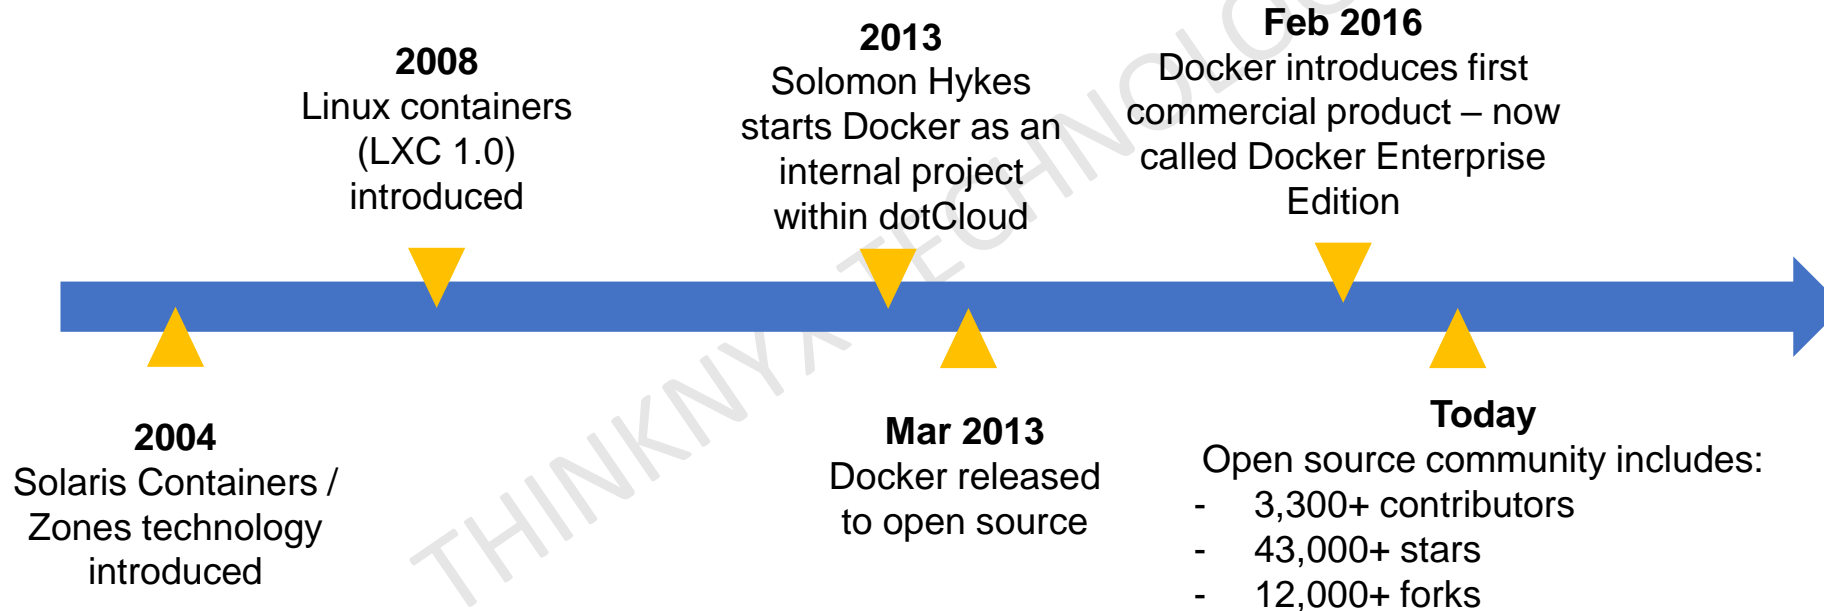 2004
Solaris Containers /
Zones technology
introduced
2008
Linux containers
(LXC 1.0)
introduced
2013
Solomon Hykes
starts Docker as an
internal project
within dotCloud
Mar 2013
Docker released
to open source
Feb 2016
Docker introduces first
commercial product – now
called Docker Enterprise
Edition
Today
Open source community includes:
- 3,300+ contributors
- 43,000+ stars
- 12,000+ forks
THINKNYX TECHNOLO